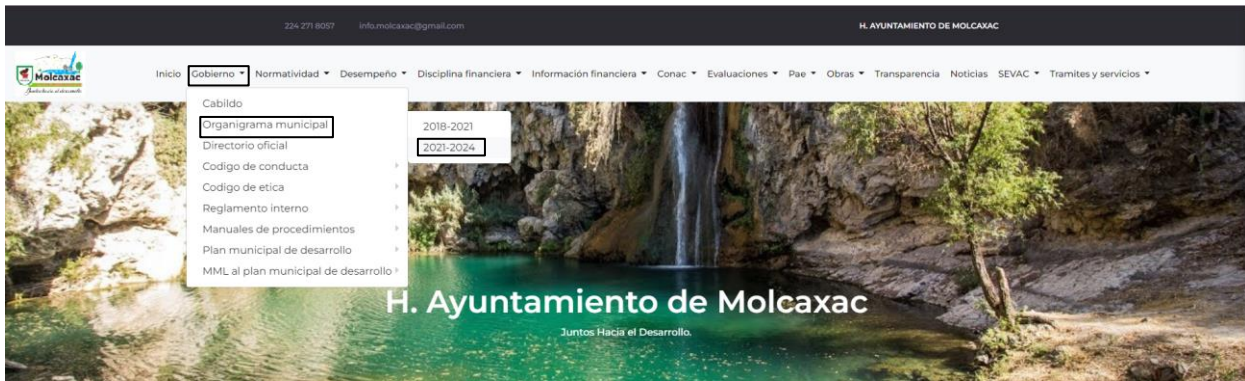 224 271 8057 info.molcaxac@gmail.com H. AYUNTAMIENTO DE MOLCAXAC
Molcaxac
Inicio Gobierno Normatividad Desempeño Disciplina financiera Información financiera Conac Evaluaciones Pae Obras Transparencia Noticias SEVAC Tramites y servicios
Cabildo
Organigrama municipal
Directorio oficial
Codigo de conducta
Codigo de etica
Reglamento interno
Manuales de procedimientos
Plan municipal de desarrollo
MML al plan municipal de desarrollo
2018-2021
2021-2024
H. Ayuntamiento de Molcaxac
Juntos Hacia el Desarrollo.